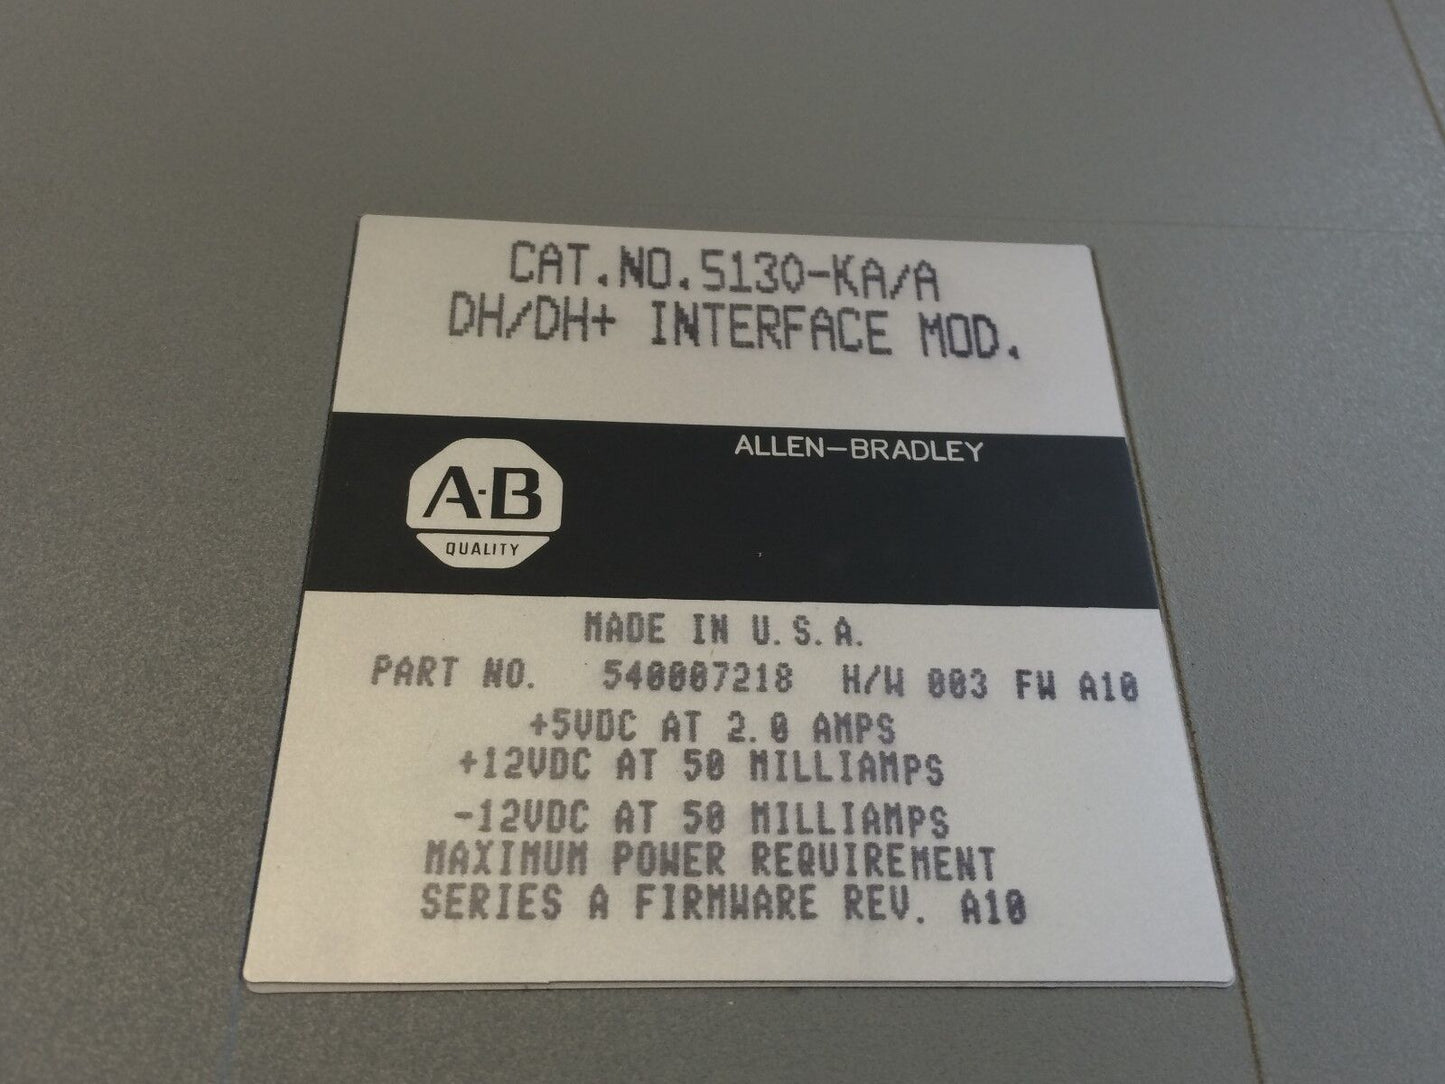 CAT.NO.5130-KA/A
DH/DH+ INTERFACE MOD.
ALLEN-BRADLEY
A-B
QUALITY
MADE IN U.S.A.
PART NO. 540007218 H/W 003 FW A10
+5VDC AT 2.0 AMPS
+12VDC AT 50 MILLIAMPS
-12VDC AT 50 MILLIAMPS
MAXIMUM POWER REQUIREMENT
SERIES A FIRMWARE REV. A10